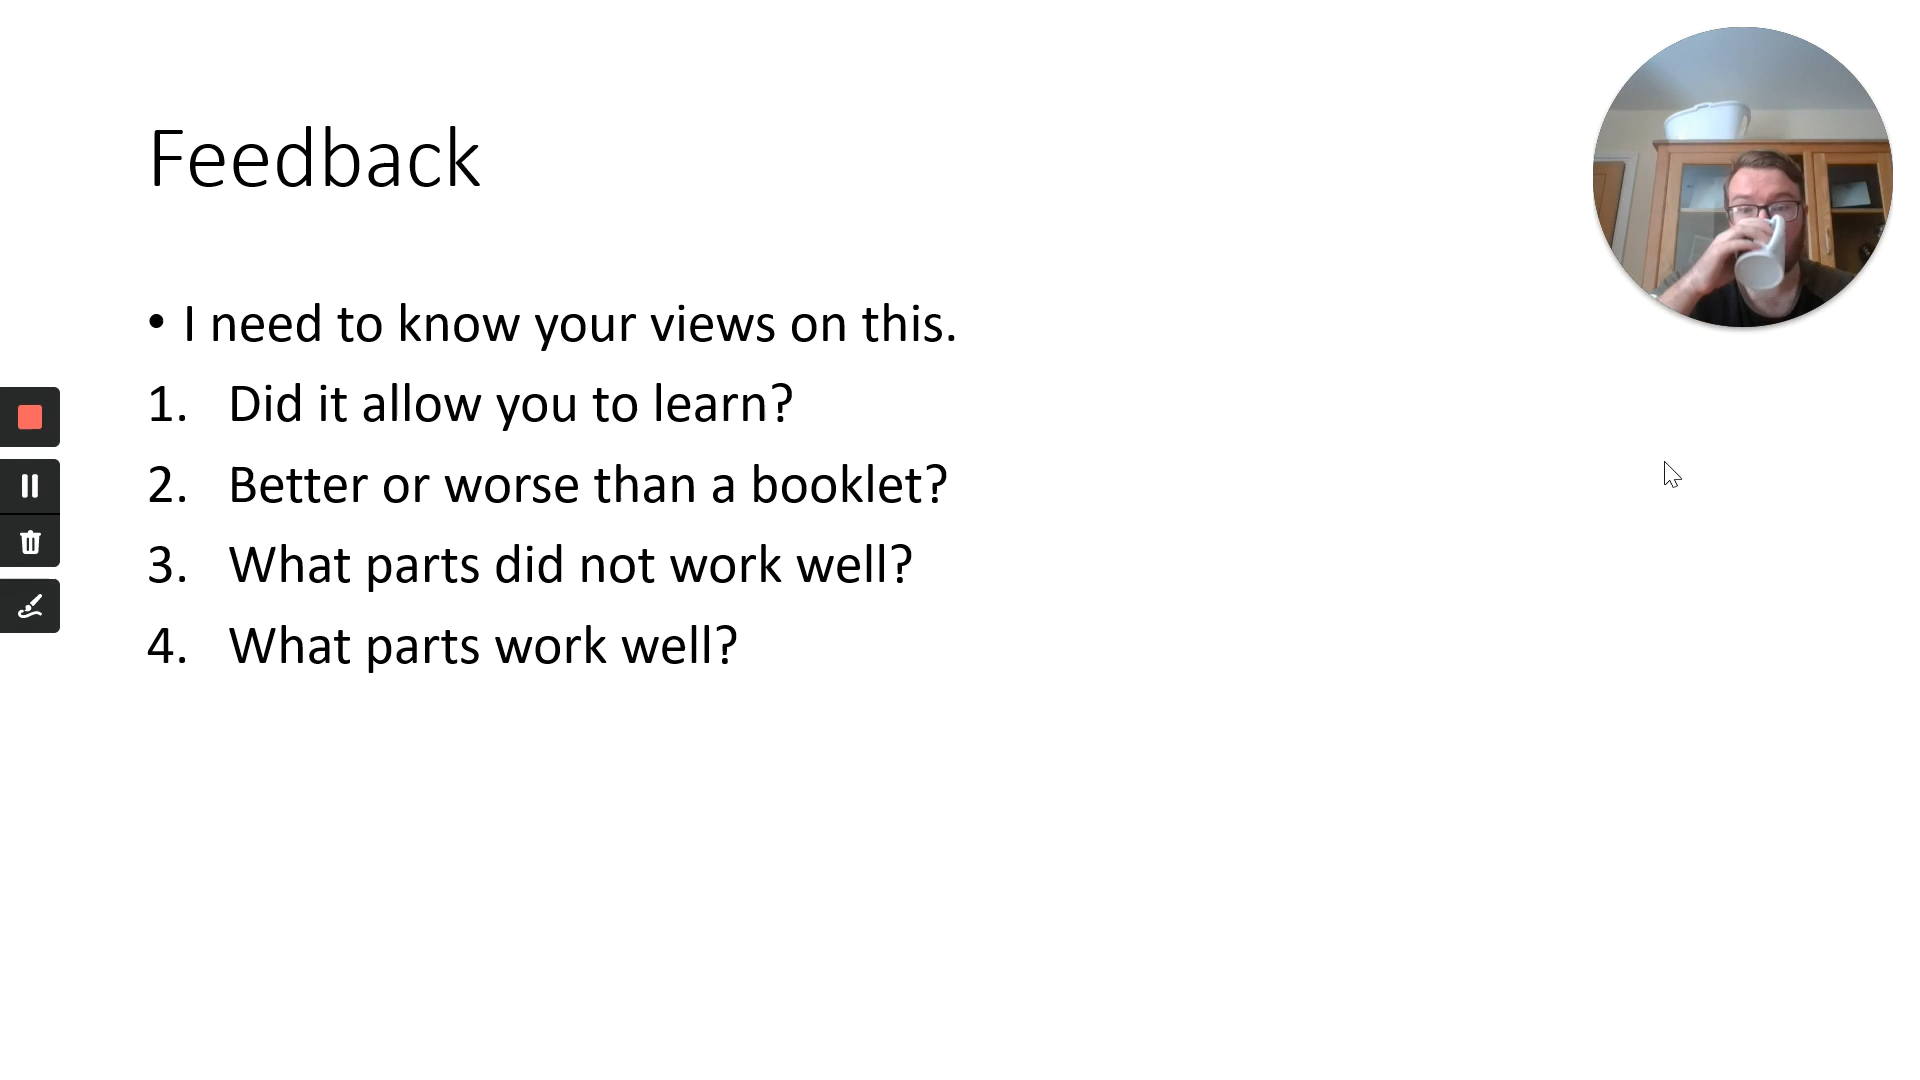 Feedback
• I need to know your views on this.
1. Did it allow you to learn?
2. Better or worse than a booklet?
3. What parts did not work well?
4. What parts work well?